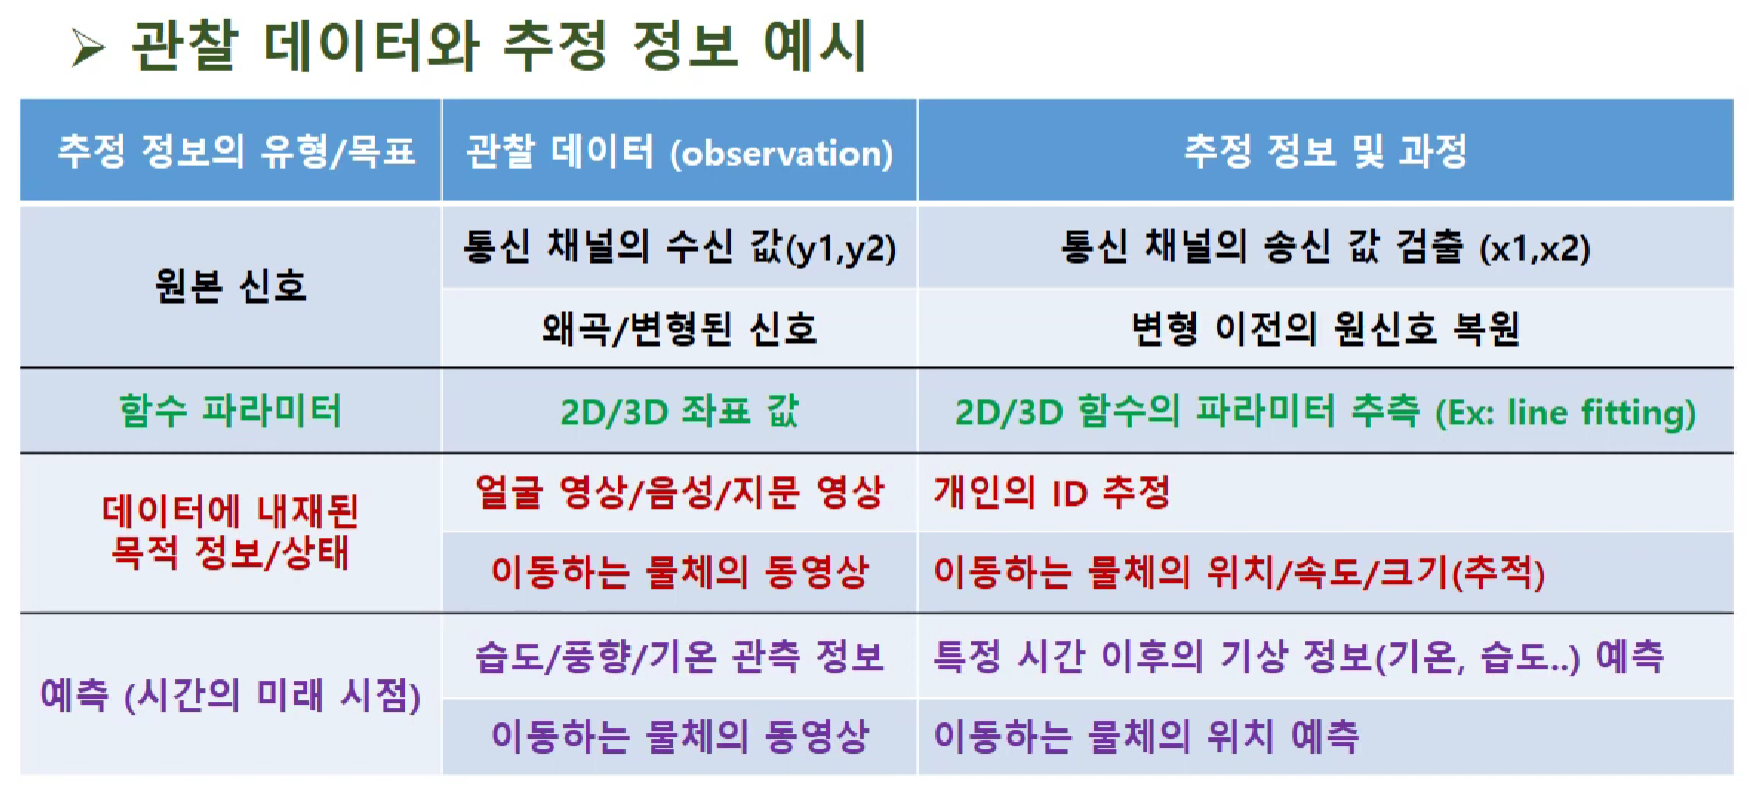 ➢ 관찰 데이터와 추정 정보 예시
추정 정보의 유형/목표
관찰 데이터 (observation)
추정 정보 및 과정
원본 신호
통신 채널의 수신 값(y1,y2)
통신 채널의 송신 값 검출 (x1,x2)
왜곡/변형된 신호
변형 이전의 원신호 복원
함수 파라미터
2D/3D 좌표 값
2D/3D 함수의 파라미터 추측 (Ex: line fitting)
데이터에 내재된
목적 정보/상태
얼굴 영상/음성/지문 영상
개인의 ID 추정
이동하는 물체의 동영상
이동하는 물체의 위치/속도/크기(추적)
예측 (시간의 미래 시점)
습도/풍향/기온 관측 정보
특정 시간 이후의 기상 정보(기온, 습도..) 예측
이동하는 물체의 동영상
이동하는 물체의 위치 예측